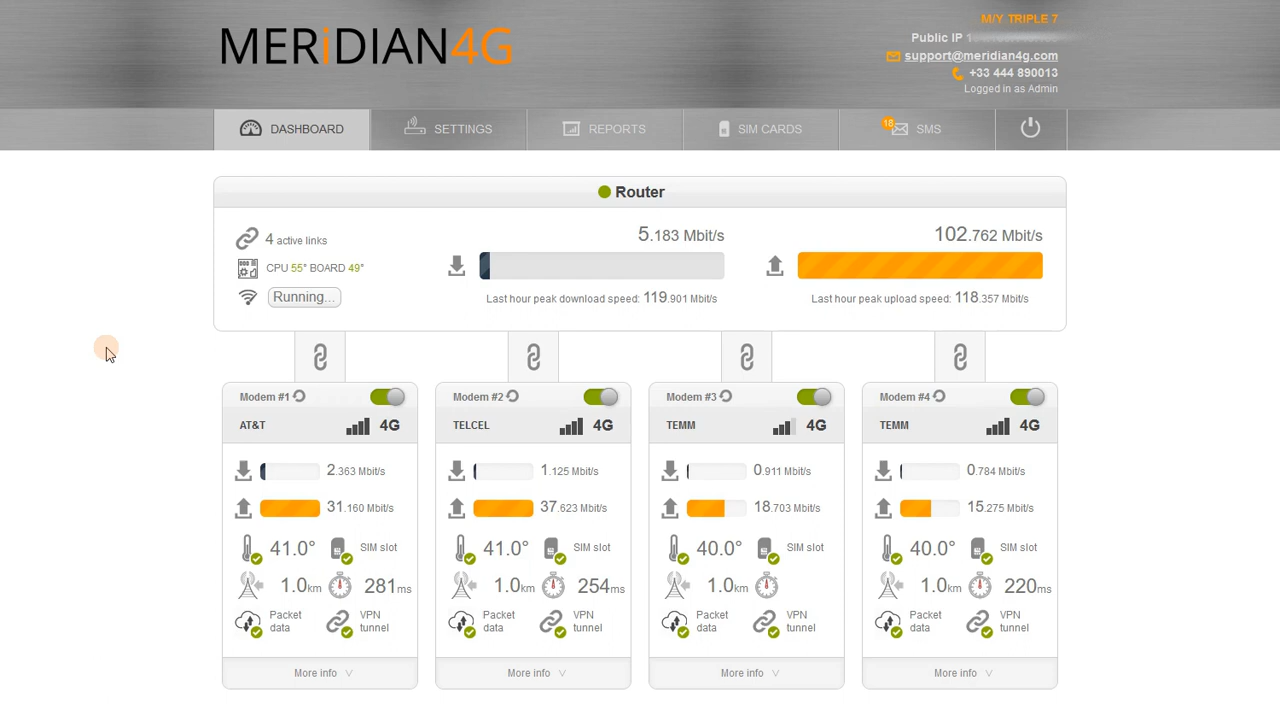 MERiDIAN4G
M/Y TRIPLE 7
Public IP
support@meridian4g.com
+33 444 890013
Logged in as Admin
DASHBOARD
SETTINGS
REPORTS
SIM CARDS
18
SMS
Router
4 active links
CPU 55° BOARD 49°
Running...
5.183 Mbit/s
Last hour peak download speed: 119.901 Mbit/s
102.762 Mbit/s
Last hour peak upload speed: 118.357 Mbit/s
Modem #1
AT&T
4G
2.363 Mbit/s
31.160 Mbit/s
41.0°
SIM slot
1.0km
281ms
Packet
data
VPN
tunnel
More info
Modem #2
TELCEL
4G
1.125 Mbit/s
37.623 Mbit/s
41.0°
SIM slot
1.0km
254ms
Packet
data
VPN
tunnel
More info
Modem #3
TEMM
4G
0.911 Mbit/s
18.703 Mbit/s
40.0°
SIM slot
1.0km
Packet
data
VPN
tunnel
More info
Modem #4
TEMM
4G
0.784 Mbit/s
15.275 Mbit/s
40.0°
SIM slot
1.0km
220ms
Packet
data
VPN
tunnel
More info